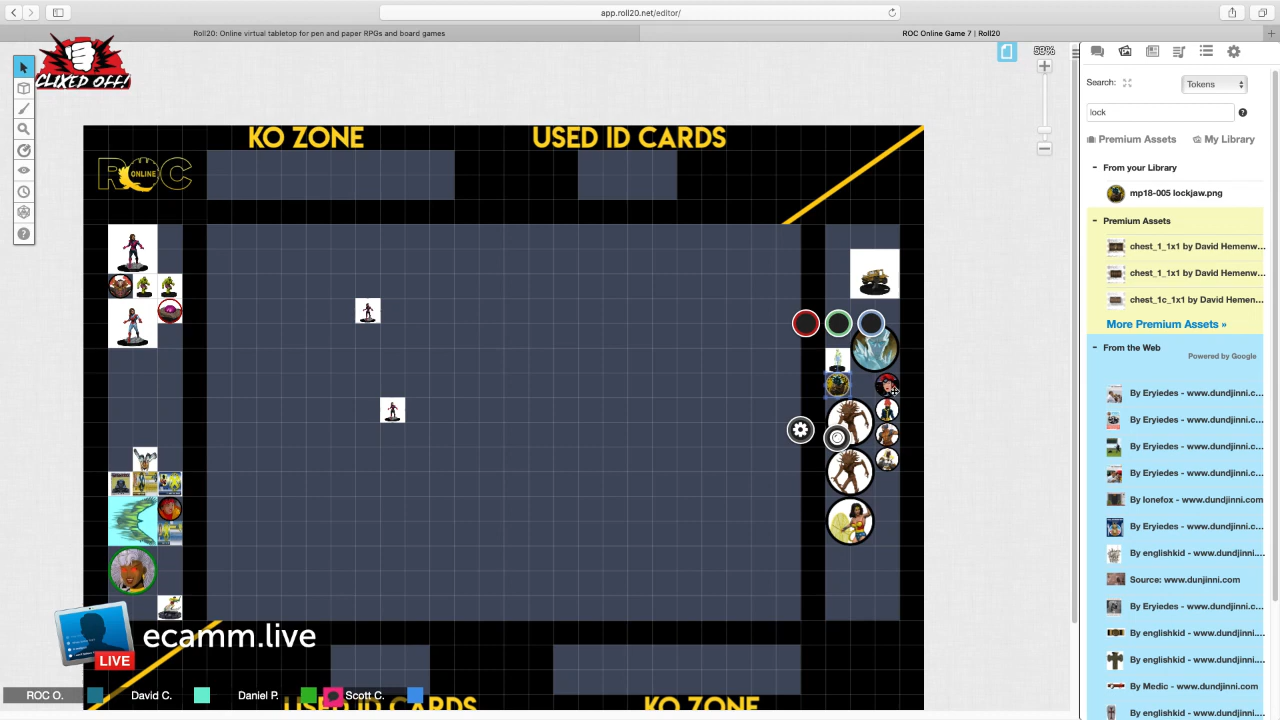 app.roll20.net/editor/
Roll20: Online virtual tabletop for pen and paper RPGs and board games
ROC Online Game 7 | Roll20
CLIXED OFF!
53%
Search:
Tokens
lock
Premium Assets
My Library
From your Library
mp18-005 lockjaw.png
Premium Assets
chest_1_1x1 by David Hemenw...
chest_1_1x1 by David Hemenw...
chest_1c_1x1 by David Hemen...
More Premium Assets »
From the Web
Powered by Google
By Eryiedes - www.dundjinni.c...
By Eryiedes - www.dundjinni.c...
By Eryiedes - www.dundjinni.c...
By Eryiedes - www.dundjinni.c...
By lonefox - www.dundjinni.com
By Eryiedes - www.dundjinni.c...
By englishkid - www.dundjinni...
Source: www.dunjinni.com
By Eryiedes - www.dundjinni.c...
By englishkid - www.dundjinni....
By englishkid - www.dundjinni....
By Medic - www.dundjinni.com/...
By englishkid - www.dundjinni....
KO ZONE
USED ID CARDS
ROC ONLINE
ecamm.live
LIVE
ROC O.
David C.
Daniel P.
Scott C.
USED ID CARDS
KO ZONE